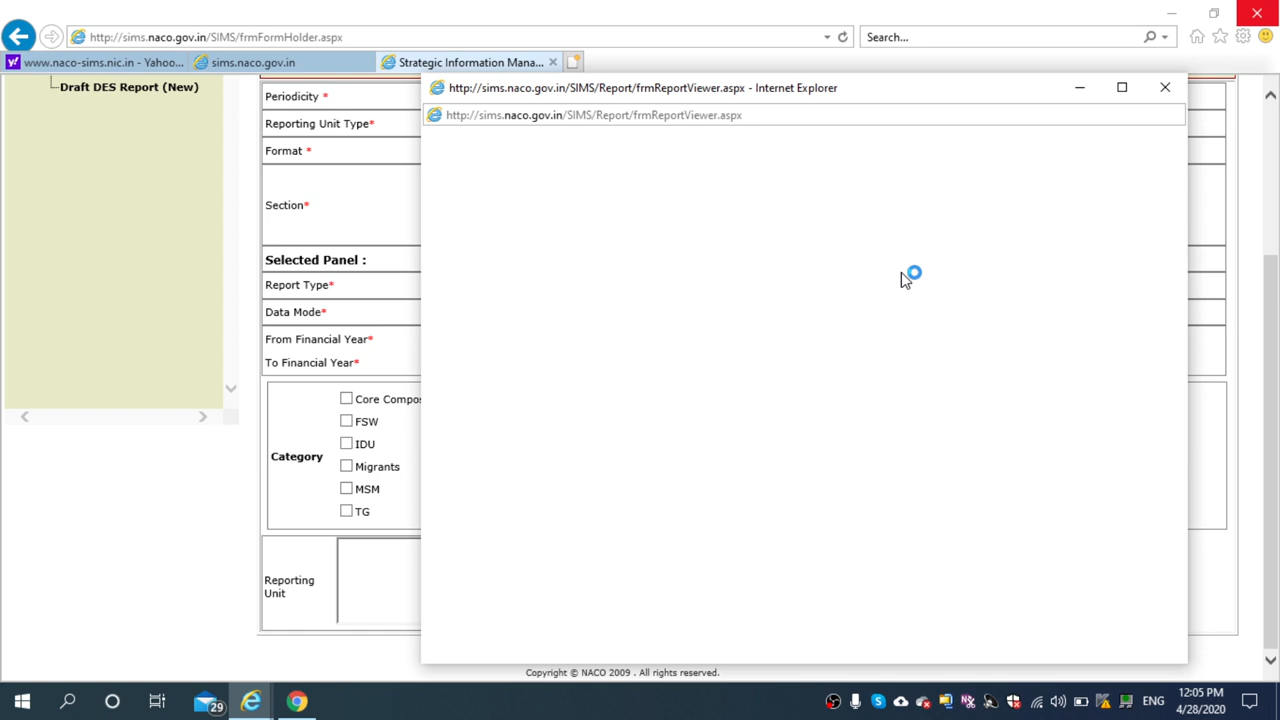 http://sims.naco.gov.in/SIMS/frmFormHolder.aspx
Search...
www.naco-sims.nic.in - Yahoo...
sims.naco.gov.in
Strategic Information Mana...
Draft DES Report (New)
http://sims.naco.gov.in/SIMS/Report/frmReportViewer.aspx - Internet Explorer
http://sims.naco.gov.in/SIMS/Report/frmReportViewer.aspx
Periodicity *
Reporting Unit Type*
Format *
Section*
Selected Panel :
Report Type*
Data Mode*
From Financial Year*
To Financial Year*
Category
Core Compos
FSW
IDU
Migrants
MSM
TG
Reporting
Unit
Copyright © NACO 2009 . All rights reserved.
29
ENG
12:05 PM
4/28/2020